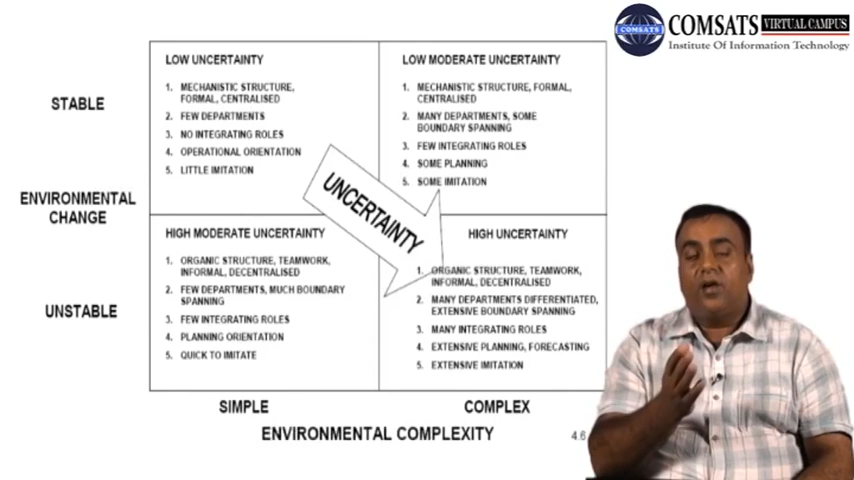 COMSATS
COMSATS VIRTUAL CAMPUS
Institute Of Information Technology
STABLE
ENVIRONMENTAL
CHANGE
UNSTABLE
LOW UNCERTAINTY
1. MECHANISTIC STRUCTURE,
FORMAL, CENTRALISED
2. FEW DEPARTMENTS
3. NO INTEGRATING ROLES
4. OPERATIONAL ORIENTATION
5. LITTLE IMITATION
LOW MODERATE UNCERTAINTY
1. MECHANISTIC STRUCTURE, FORMAL,
CENTRALISED
2. MANY DEPARTMENTS, SOME
BOUNDARY SPANNING
3. FEW INTEGRATING ROLES
4. SOME PLANNING
5. SOME IMITATION
UNCERTAINTY
HIGH MODERATE UNCERTAINTY
1. ORGANIC STRUCTURE, TEAMWORK,
INFORMAL, DECENTRALISED
2. FEW DEPARTMENTS, MUCH BOUNDARY
SPANNING
3. FEW INTEGRATING ROLES
4. PLANNING ORIENTATION
5. QUICK TO IMITATE
HIGH UNCERTAINTY
1. ORGANIC STRUCTURE, TEAMWORK,
INFORMAL, DECENTRALISED
2. MANY DEPARTMENTS DIFFERENTIATED,
EXTENSIVE BOUNDARY SPANNING
3. MANY INTEGRATING ROLES
4. EXTENSIVE PLANNING, FORECASTING
5. EXTENSIVE IMITATION
SIMPLE
COMPLEX
ENVIRONMENTAL COMPLEXITY
4.6